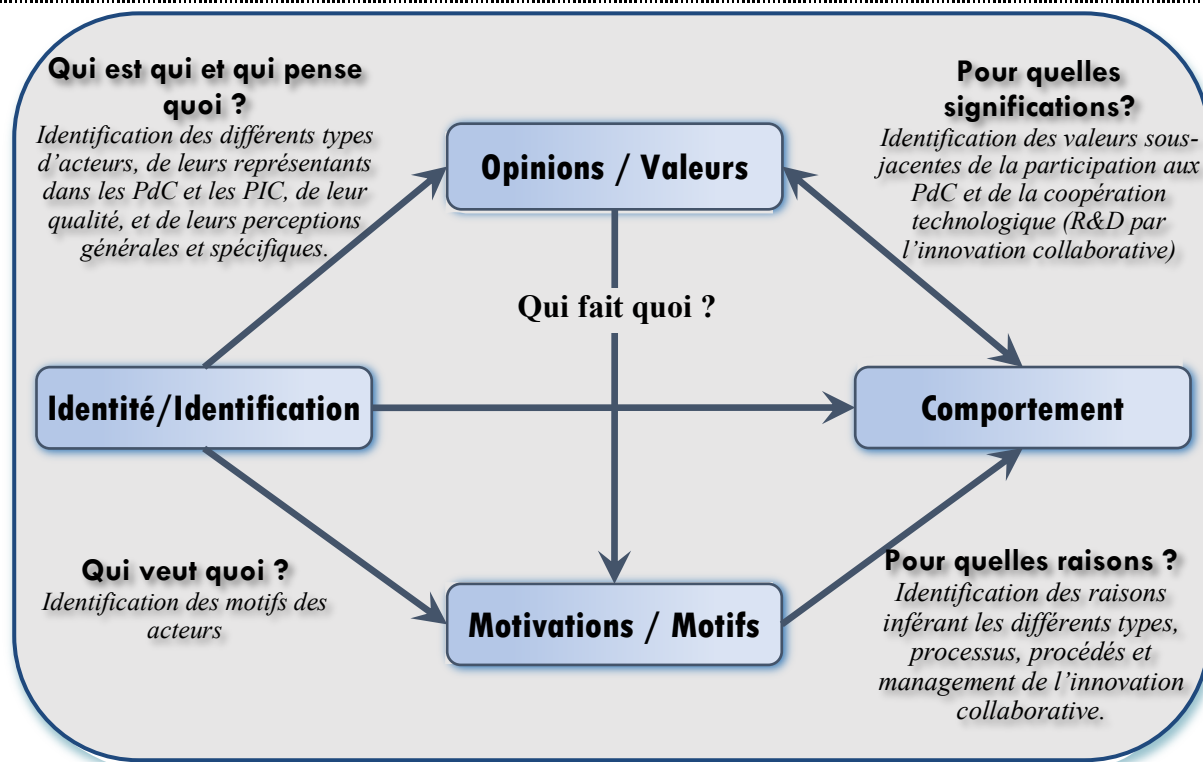 Qui est qui et qui pense
quoi ?
Identification des différents types
d'acteurs, de leurs représentants
dans les PdC et les PIC, de leur
qualité, et de leurs perceptions
générales et spécifiques.
Opinions / Valeurs
Pour quelles
significations?
Identification des valeurs sous-
jacentes de la participation aux
PdC et de la coopération
technologique (R&D par
l'innovation collaborative)
Qui fait quoi ?
Identité/Identification
Comportement
Qui veut quoi ?
Identification des motifs des
acteurs
Motivations / Motifs
Pour quelles raisons ?
Identification des raisons
inférant les différents types,
processus, procédés et
management de l'innovation
collaborative.